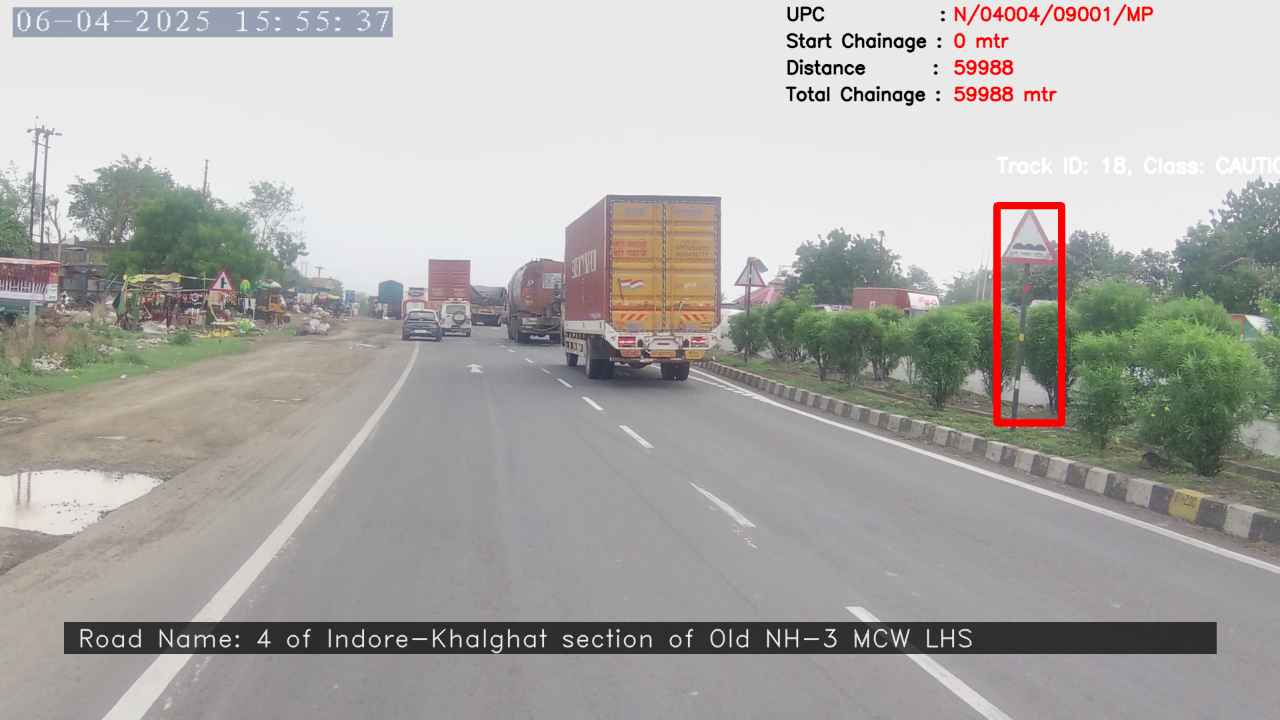 06-04-2025 15:55:37
UPC : N/04004/09001/MP
Start Chainage : 0 mtr
Distance : 59988
Total Chainage : 59988 mtr
Track ID: 18, Class: CAUTIO
Road Name: 4 of Indore-Khalghat section of Old NH-3 MCW LHS